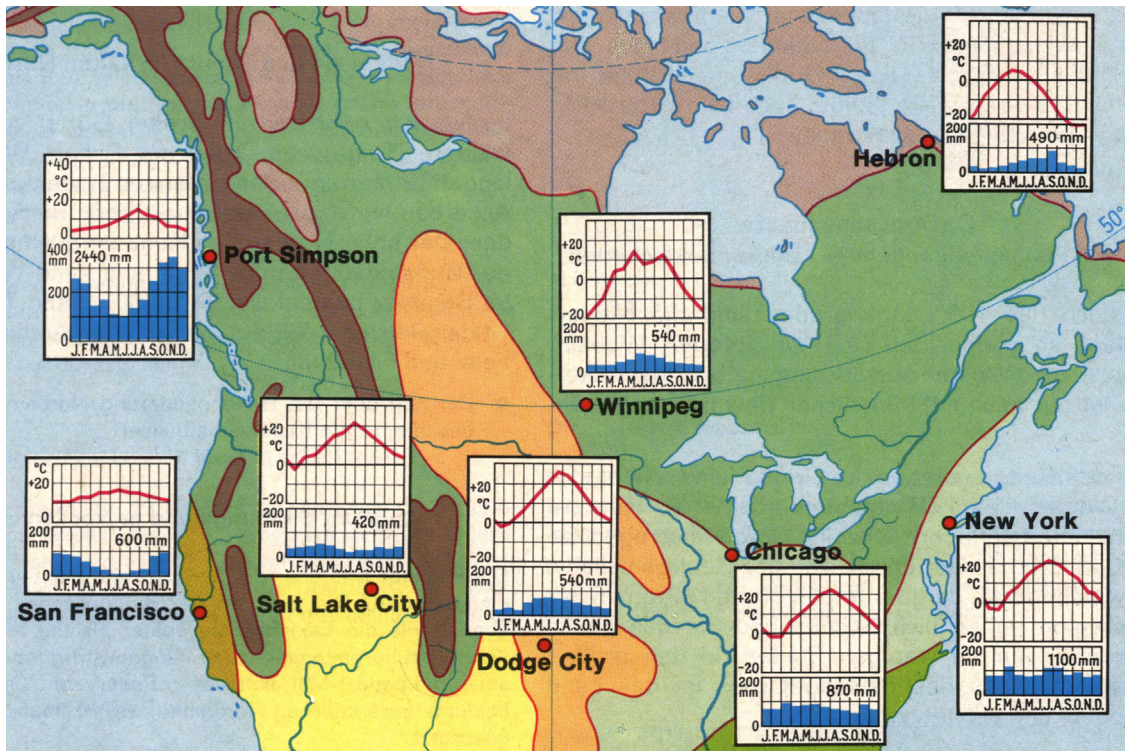 +20
°C
0
-20
200
mm
490 mm
0
J.F.M.A.M.J.J.A.S.O.N.D.
Hebron
50°
+40
°C
+20
0
400
mm
2440 mm
200
0
J.F.M.A.M.J.J.A.S.O.N.D.
Port Simpson
+20
°C
0
-20
200
mm
540 mm
0
J.F.M.A.M.J.J.A.S.O.N.D.
Winnipeg
+20
°C
0
-20
200
mm
420 mm
0
J.F.M.A.M.J.J.A.S.O.N.D.
Salt Lake City
°C
+20
0
200
mm
600 mm
0
J.F.M.A.M.J.J.A.S.O.N.D.
San Francisco
+20
°C
0
-20
200
mm
540 mm
0
J.F.M.A.M.J.J.A.S.O.N.D.
Dodge City
New York
+20
°C
0
-20
200
mm
1100 mm
0
J.F.M.A.M.J.J.A.S.O.N.D.
Chicago
+20
°C
0
-20
200
mm
870 mm
0
J.F.M.A.M.J.J.A.S.O.N.D.